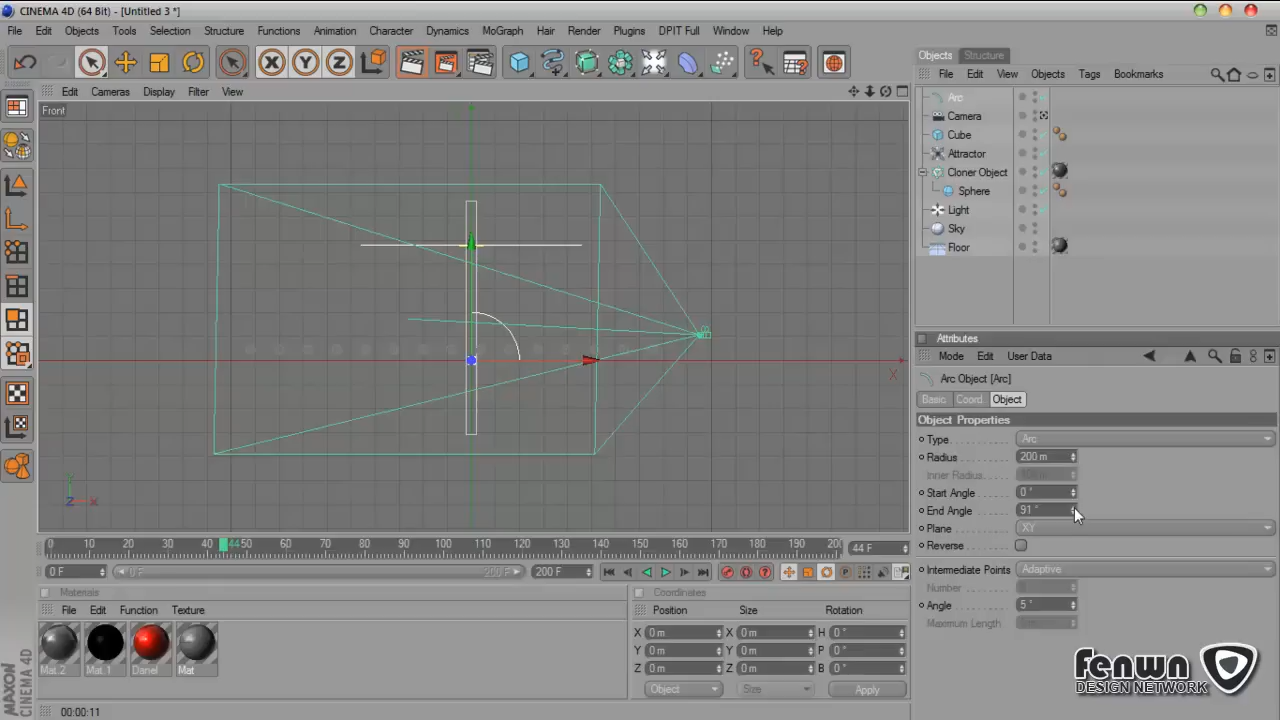 CINEMA 4D (64 Bit) - [Untitled 3 *]
File Edit Objects Tools Selection Structure Functions Animation Character Dynamics MoGraph Hair Render Plugins DPIT Full Window Help
Objects Structure
File Edit View Objects Tags Bookmarks
Edit Cameras Display Filter View
Front
Arc
Camera
Cube
Attractor
Cloner Object
Sphere
Light
Sky
Floor
X
Y
Z X
Attributes
Mode Edit User Data
Arc Object [Arc]
Basic Coord Object
Object Properties
Type Arc
Radius 200 m
Inner Radius
Start Angle 0 °
End Angle 91 °
Plane XY
Reverse
Intermediate Points Adaptive
Number
Angle 5 °
Maximum Length
0 10 20 30 40 44 50 60 70 80 90 100 110 120 130 140 150 160 170 180 190 20 44 F
0 F 0 F 200 F 200 F
Materials
File Edit Function Texture
Mat.2 Mat.1 Danel Mat
Coordinates
Position Size Rotation
X 0 m X 0 m H 0 °
Y 0 m Y 0 m P 0 °
Z 0 m Z 0 m B 0 °
Object Size Apply
MAXON
CINEMA 4D
00:00:11
fenwn
DESIGN NETWORK